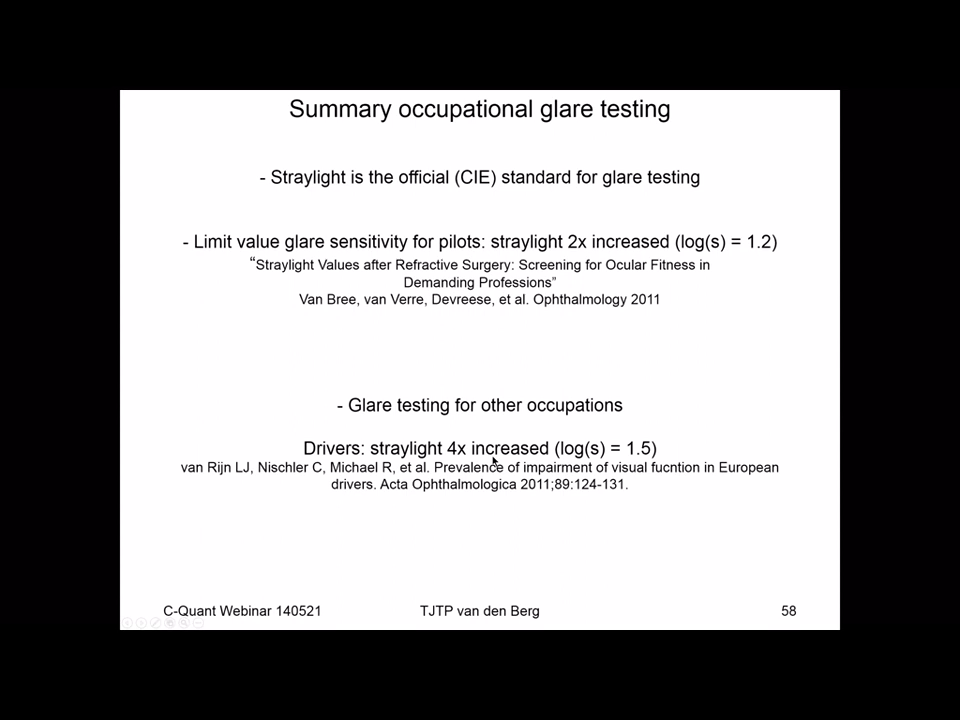 Summary occupational glare testing
- Straylight is the official (CIE) standard for glare testing
- Limit value glare sensitivity for pilots: straylight 2x increased (log(s) = 1.2)
“Straylight Values after Refractive Surgery: Screening for Ocular Fitness in
Demanding Professions”
Van Bree, van Verre, Devreese, et al. Ophthalmology 2011
- Glare testing for other occupations
Drivers: straylight 4x increased (log(s) = 1.5)
van Rijn LJ, Nischler C, Michael R, et al. Prevalence of impairment of visual fucntion in European
drivers. Acta Ophthalmologica 2011;89:124-131.
C-Quant Webinar 140521 TJTP van den Berg 58